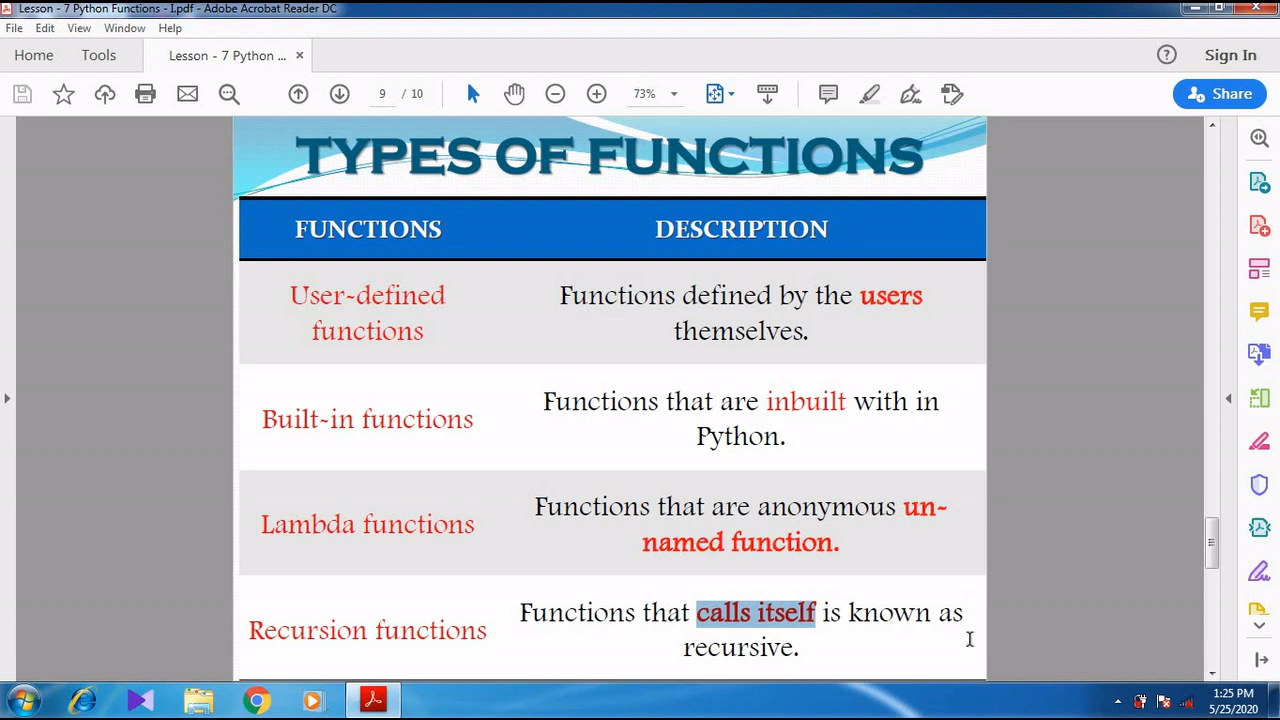 Lesson - 7 Python Functions - I.pdf - Adobe Acrobat Reader DC
File Edit View Window Help
Home Tools Lesson - 7 Python ... × Sign In
9 / 10 73% Share
TYPES OF FUNCTIONS
FUNCTIONS DESCRIPTION
User-defined functions
Functions defined by the users
themselves.
Built-in functions
Functions that are inbuilt with in
Python.
Lambda functions
Functions that are anonymous un-
named function.
Recursion functions
Functions that calls itself is known as
recursive.
1:25 PM
5/25/2020